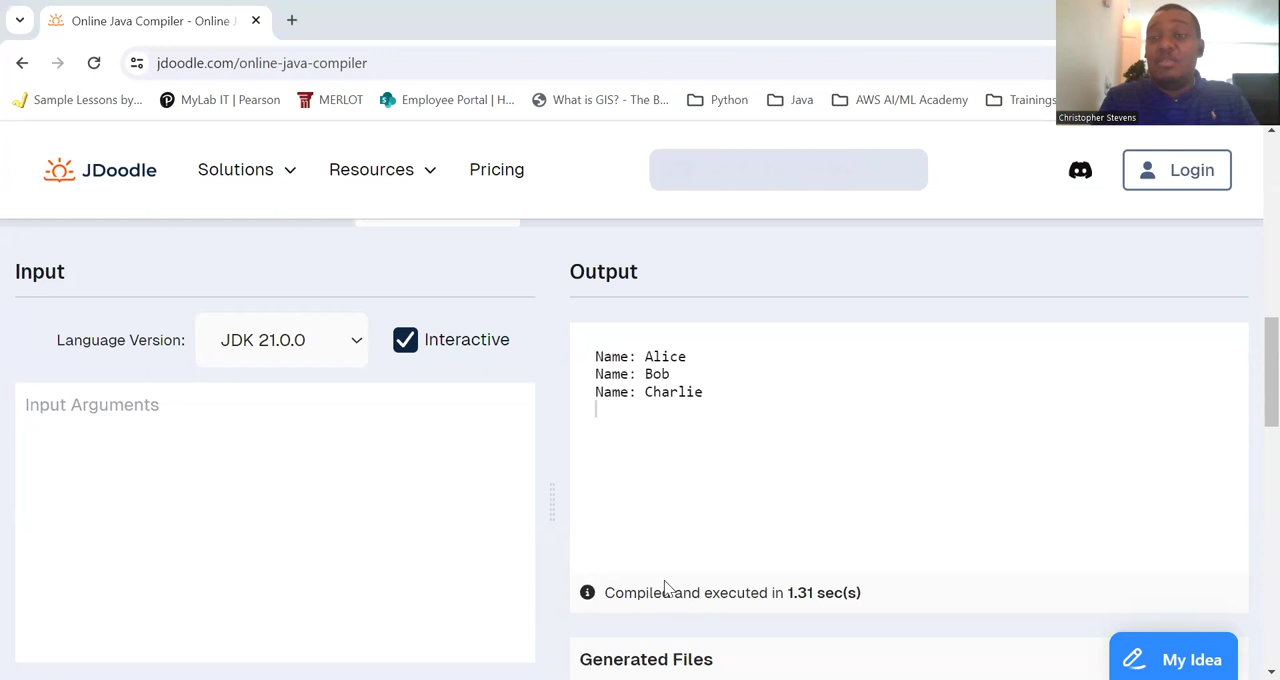 Online Java Compiler - Online J
jdoodle.com/online-java-compiler
Sample Lessons by...
MyLab IT | Pearson
MERLOT
Employee Portal | H...
What is GIS? - The B...
Python
Java
AWS AI/ML Academy
Trainings
Christopher Stevens
JDoodle
Solutions
Resources
Pricing
Login
Input
Output
Language Version:
JDK 21.0.0
Interactive
Input Arguments
Name: Alice
Name: Bob
Name: Charlie
Compiled and executed in 1.31 sec(s)
Generated Files
My Idea